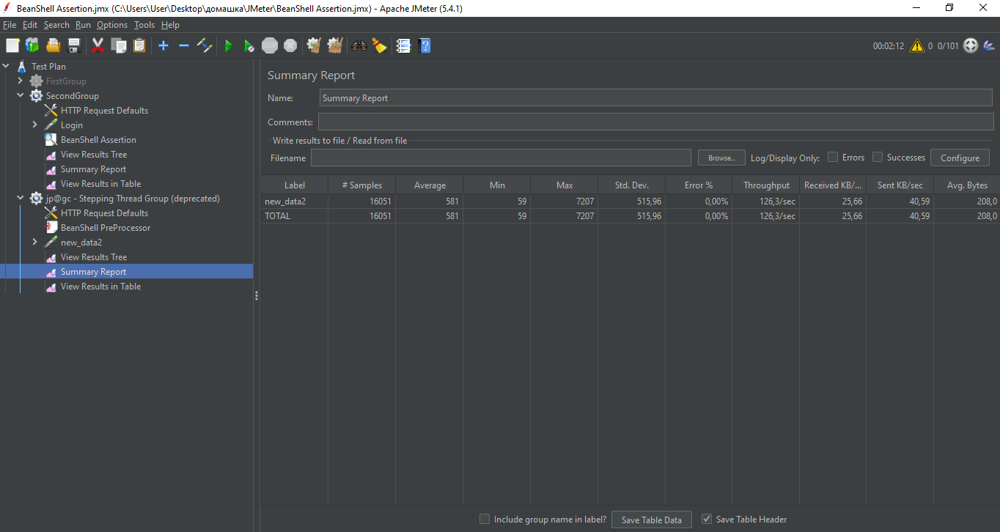 BeanShell Assertion.jmx (C:\Users\User\Desktop\домашка\JMeter\BeanShell Assertion.jmx) - Apache JMeter (5.4.1)
File Edit Search Run Options Tools Help
STOP 00:02:12 0 0/101
Test Plan
FirstGroup
SecondGroup
HTTP Request Defaults
Login
BeanShell Assertion
View Results Tree
Summary Report
View Results in Table
jp@gc - Stepping Thread Group (deprecated)
HTTP Request Defaults
BeanShell PreProcessor
new_data2
View Results Tree
Summary Report
View Results in Table
Summary Report
Name: Summary Report
Comments:
Write results to file / Read from file
Filename Browse... Log/Display Only: Errors Successes Configure
Label # Samples Average Min Max Std. Dev. Error % Throughput Received KB/... Sent KB/sec Avg. Bytes
new_data2 16051 581 59 7207 515,96 0,00% 126,3/sec 25,66 40,59 208,0
TOTAL 16051 581 59 7207 515,96 0,00% 126,3/sec 25,66 40,59 208,0
Include group name in label? Save Table Data Save Table Header